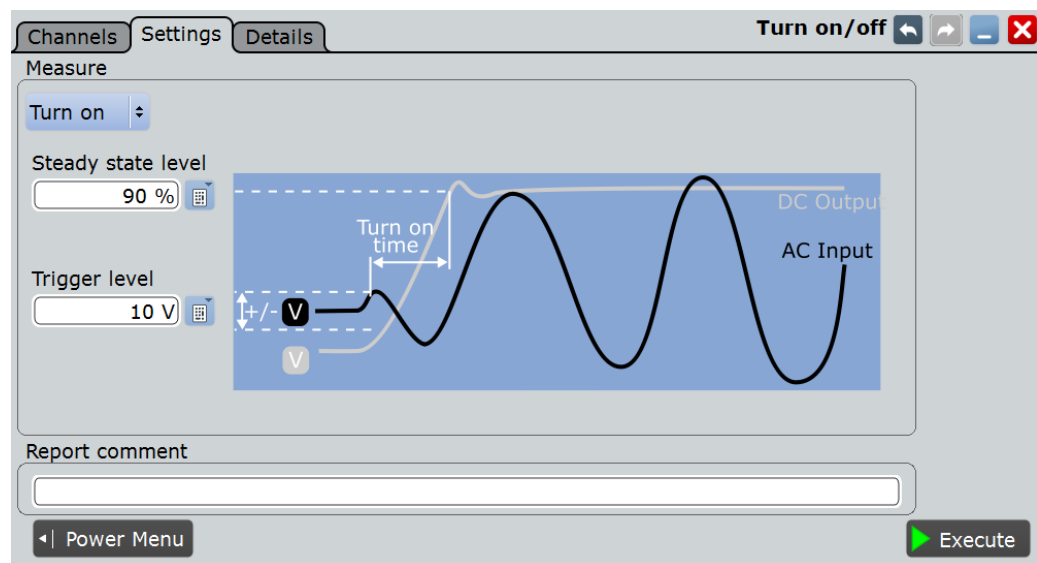 Channels Settings Details Turn on/off
Measure
Turn on
Steady state level
90 %
DC Output
Turn on
time
AC Input
Trigger level
10 V
+/- V
V
Report comment
Power Menu
Execute